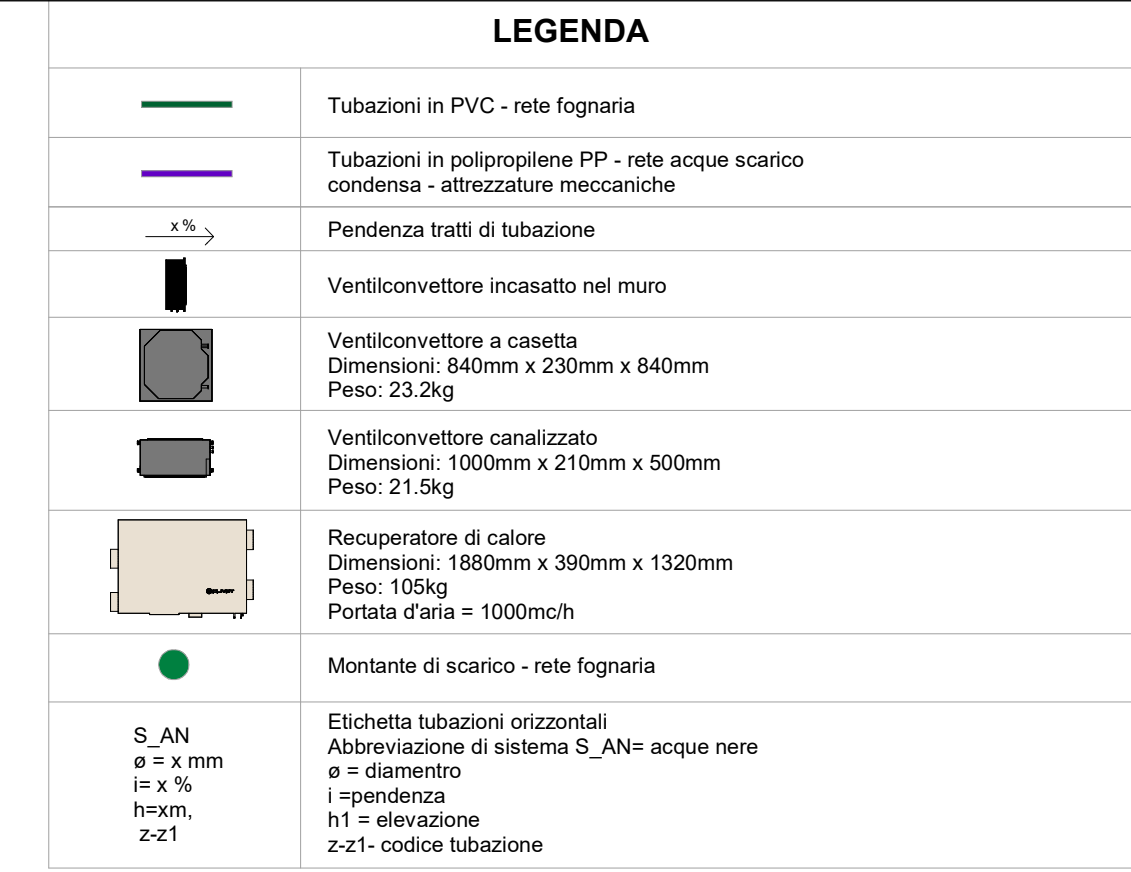 LEGENDA
Tubazioni in PVC - rete fognaria
Tubazioni in polipropilene PP - rete acque scarico
condensa - attrezzature meccaniche
x %
Pendenza tratti di tubazione
Ventilconvettore incasatto nel muro
Ventilconvettore a casetta
Dimensioni: 840mm x 230mm x 840mm
Peso: 23.2kg
Ventilconvettore canalizzato
Dimensioni: 1000mm x 210mm x 500mm
Peso: 21.5kg
Recuperatore di calore
Dimensioni: 1880mm x 390mm x 1320mm
Peso: 105kg
Portata d'aria = 1000mc/h
Montante di scarico - rete fognaria
S_AN
ø = x mm
i= x %
h=xm,
z-z1
Etichetta tubazioni orizzontali
Abbreviazione di sistema S_AN= acque nere
ø = diamentro
i =pendenza
h1 = elevazione
z-z1- codice tubazione